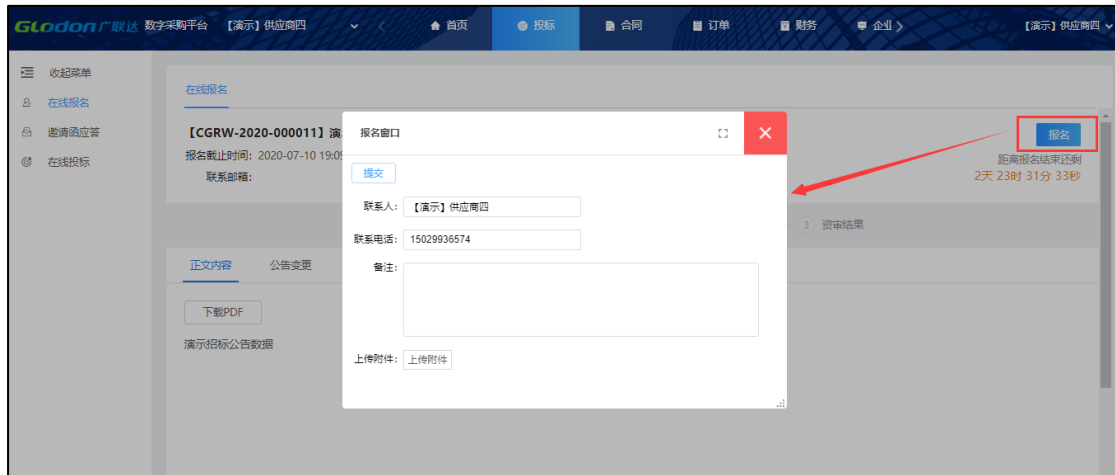 GLodon广联达 数字采购平台 【演示】供应商四 首页 投标 合同 订单 财务 企业 【演示】供应商四
收起菜单
在线报名
邀请函应答
在线投标
在线报名
【CGRW-2020-000011】演
报名
报名截止时间: 2020-07-10 19:05
距离报名结束还剩
联系邮箱:
2天 23时 31分 33秒
3 资审结果
正文内容 公告变更
下载PDF
演示招标公告数据
报名窗口
提交
联系人: 【演示】供应商四
联系电话: 15029936574
备注:
上传附件: 上传附件